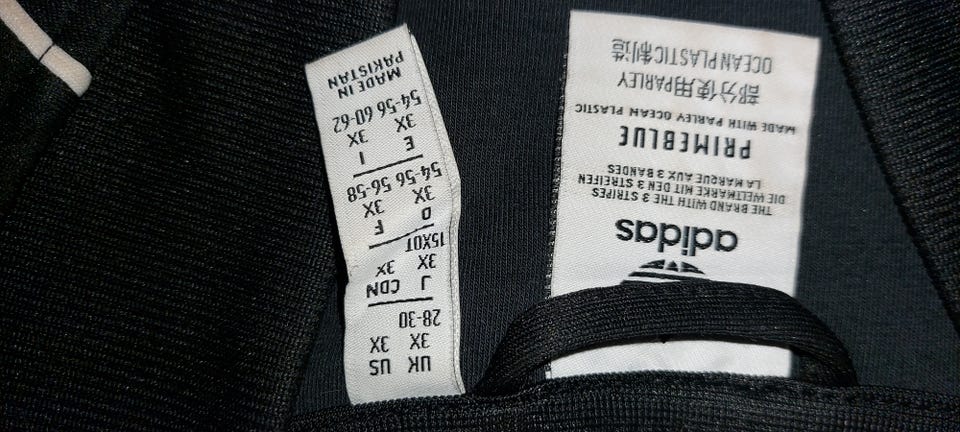 adidas
THE BRAND WITH THE 3 STRIPES
DIE WELTMARKE MIT DEN 3 STREIFEN
LA MARQUE AUX 3 BANDES
PRIMEBLUE
MADE WITH PARLEY OCEAN PLASTIC
部分使用PARLEY
OCEAN PLASTIC制造
UK US
3X 3X
28-30
J CDN
3X 3X
15XOT
D F
3X 3X
54-56 56-58
E I
3X 3X
54-56 60-62
MADE IN
PAKISTAN